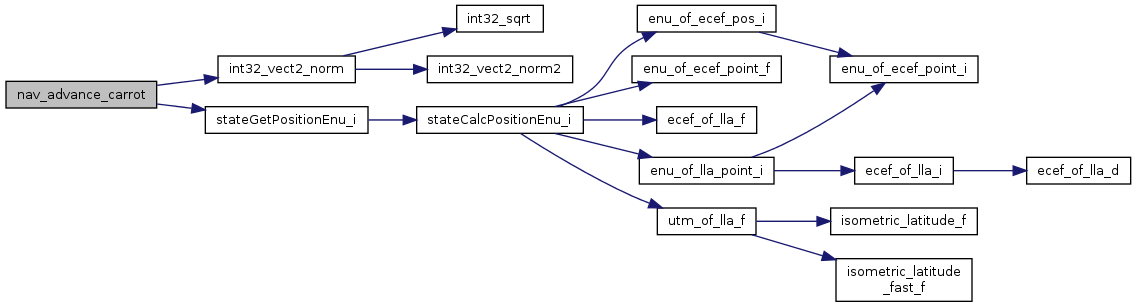 nav_advance_carrot
int32_vect2_norm
int32_sqrt
int32_vect2_norm2
stateGetPositionEnu_i
stateCalcPositionEnu_i
enu_of_ecef_pos_i
enu_of_ecef_point_i
enu_of_ecef_point_f
ecef_of_lla_f
enu_of_lla_point_i
ecef_of_lla_i
ecef_of_lla_d
utm_of_lla_f
isometric_latitude_f
isometric_latitude
_fast_f